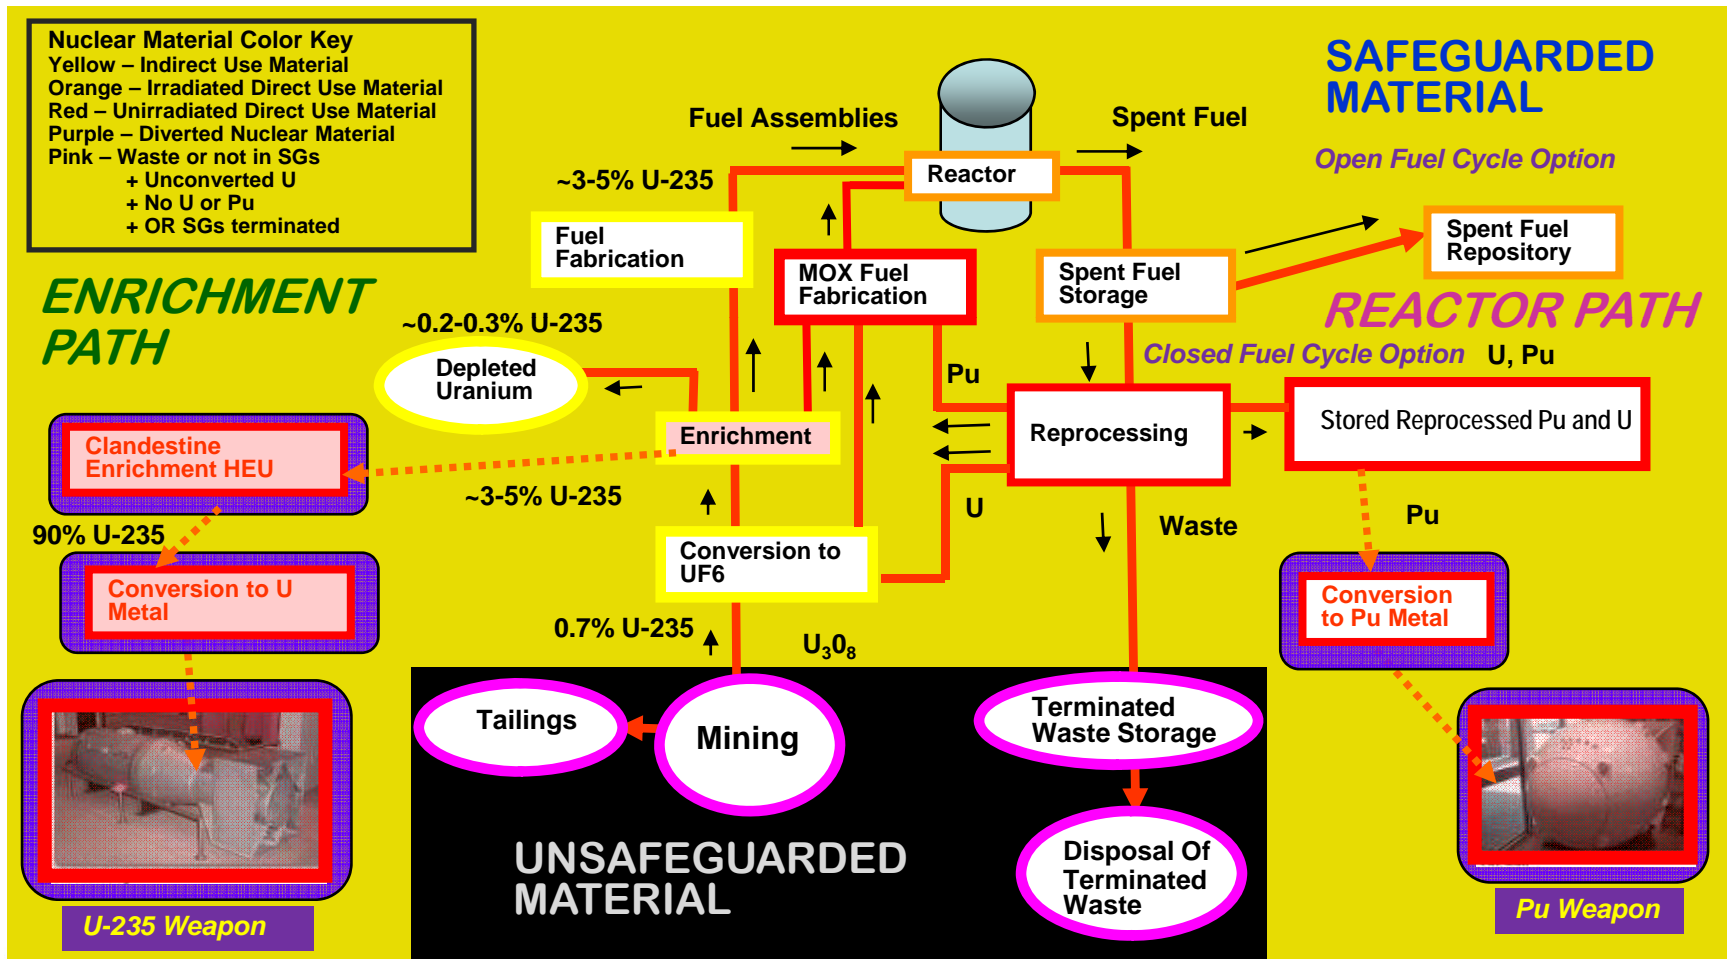 Nuclear Material Color Key
Yellow – Indirect Use Material
Orange – Irradiated Direct Use Material
Red – Unirradiated Direct Use Material
Purple – Diverted Nuclear Material
Pink – Waste or not in SGs
+ Unconverted U
+ No U or Pu
+ OR SGs terminated
SAFEGUARDED
MATERIAL
Open Fuel Cycle Option
Fuel Assemblies
Spent Fuel
Reactor
~3-5% U-235
Fuel
Fabrication
MOX Fuel
Fabrication
Spent Fuel
Storage
Spent Fuel
Repository
ENRICHMENT
PATH
REACTOR PATH
~0.2-0.3% U-235
Depleted
Uranium
Closed Fuel Cycle Option
U, Pu
Pu
Enrichment
Reprocessing
Stored Reprocessed Pu and U
Clandestine
Enrichment HEU
~3-5% U-235
U
Waste
Pu
90% U-235
Conversion to
UF6
Conversion to U
Metal
Conversion
to Pu Metal
0.7% U-235
U308
Tailings
Mining
Terminated
Waste Storage
UNSAFEGUARDED
MATERIAL
Disposal Of
Terminated
Waste
U-235 Weapon
Pu Weapon